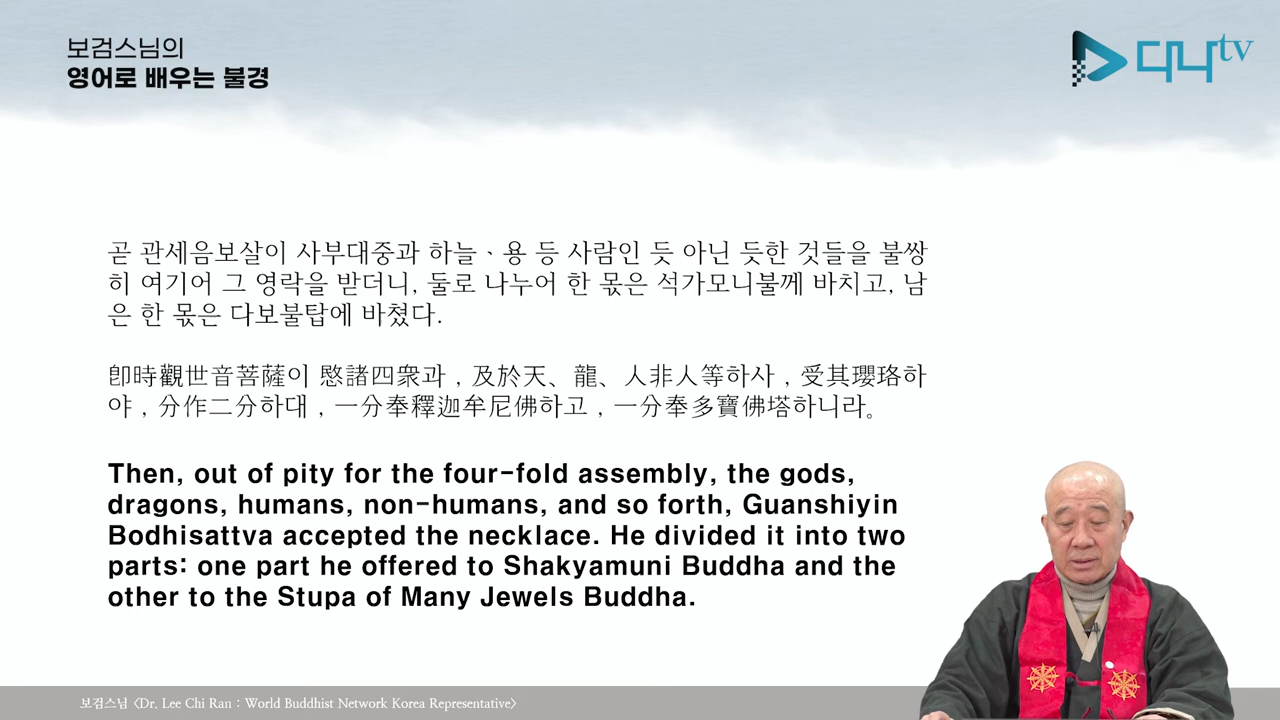 보검스님의
영어로 배우는 불경
디나tv
곧 관세음보살이 사부대중과 하늘、용 등 사람인 듯 아닌 듯한 것들을 불쌍
히 여기어 그 영락을 받더니, 둘로 나누어 한 몫은 석가모니불께 바치고, 남
은 한 몫은 다보불탑에 바쳤다.
卽時觀世音菩薩이 愍諸四衆과 , 及於天、龍、人非人等하사 , 受其瓔珞하
야 , 分作二分하대 , 一分奉釋迦牟尼佛하고 , 一分奉多寶佛塔하니라。
Then, out of pity for the four-fold assembly, the gods,
dragons, humans, non-humans, and so forth, Guanshiyin
Bodhisattva accepted the necklace. He divided it into two
parts: one part he offered to Shakyamuni Buddha and the
other to the Stupa of Many Jewels Buddha.
보검스님 〈Dr. Lee Chi Ran : World Buddhist Network Korea Representative〉